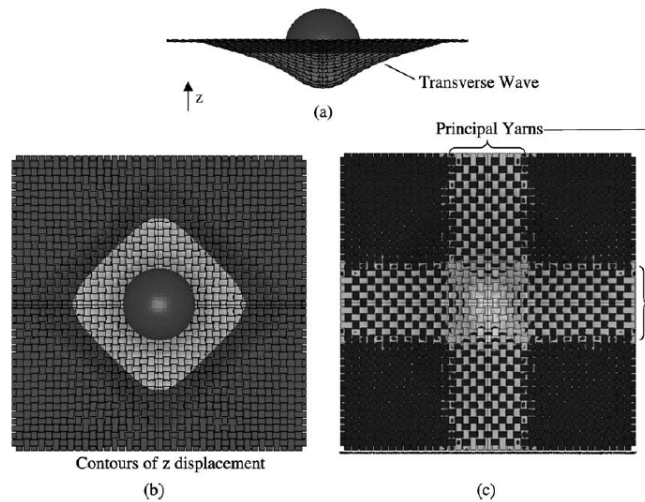 Transverse Wave
z
(a)
Principal Yarns
Contours of z displacement
(b)
(c)